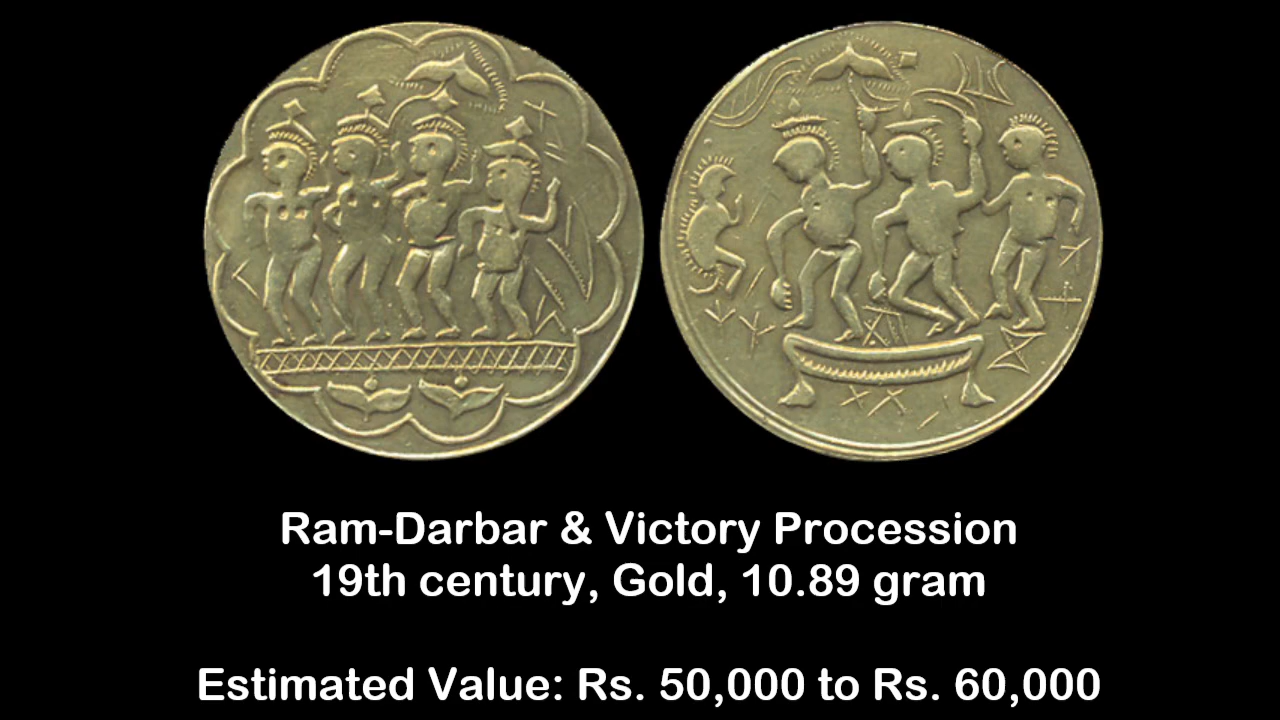 Ram-Darbar & Victory Procession
19th century, Gold, 10.89 gram
Estimated Value: Rs. 50,000 to Rs. 60,000